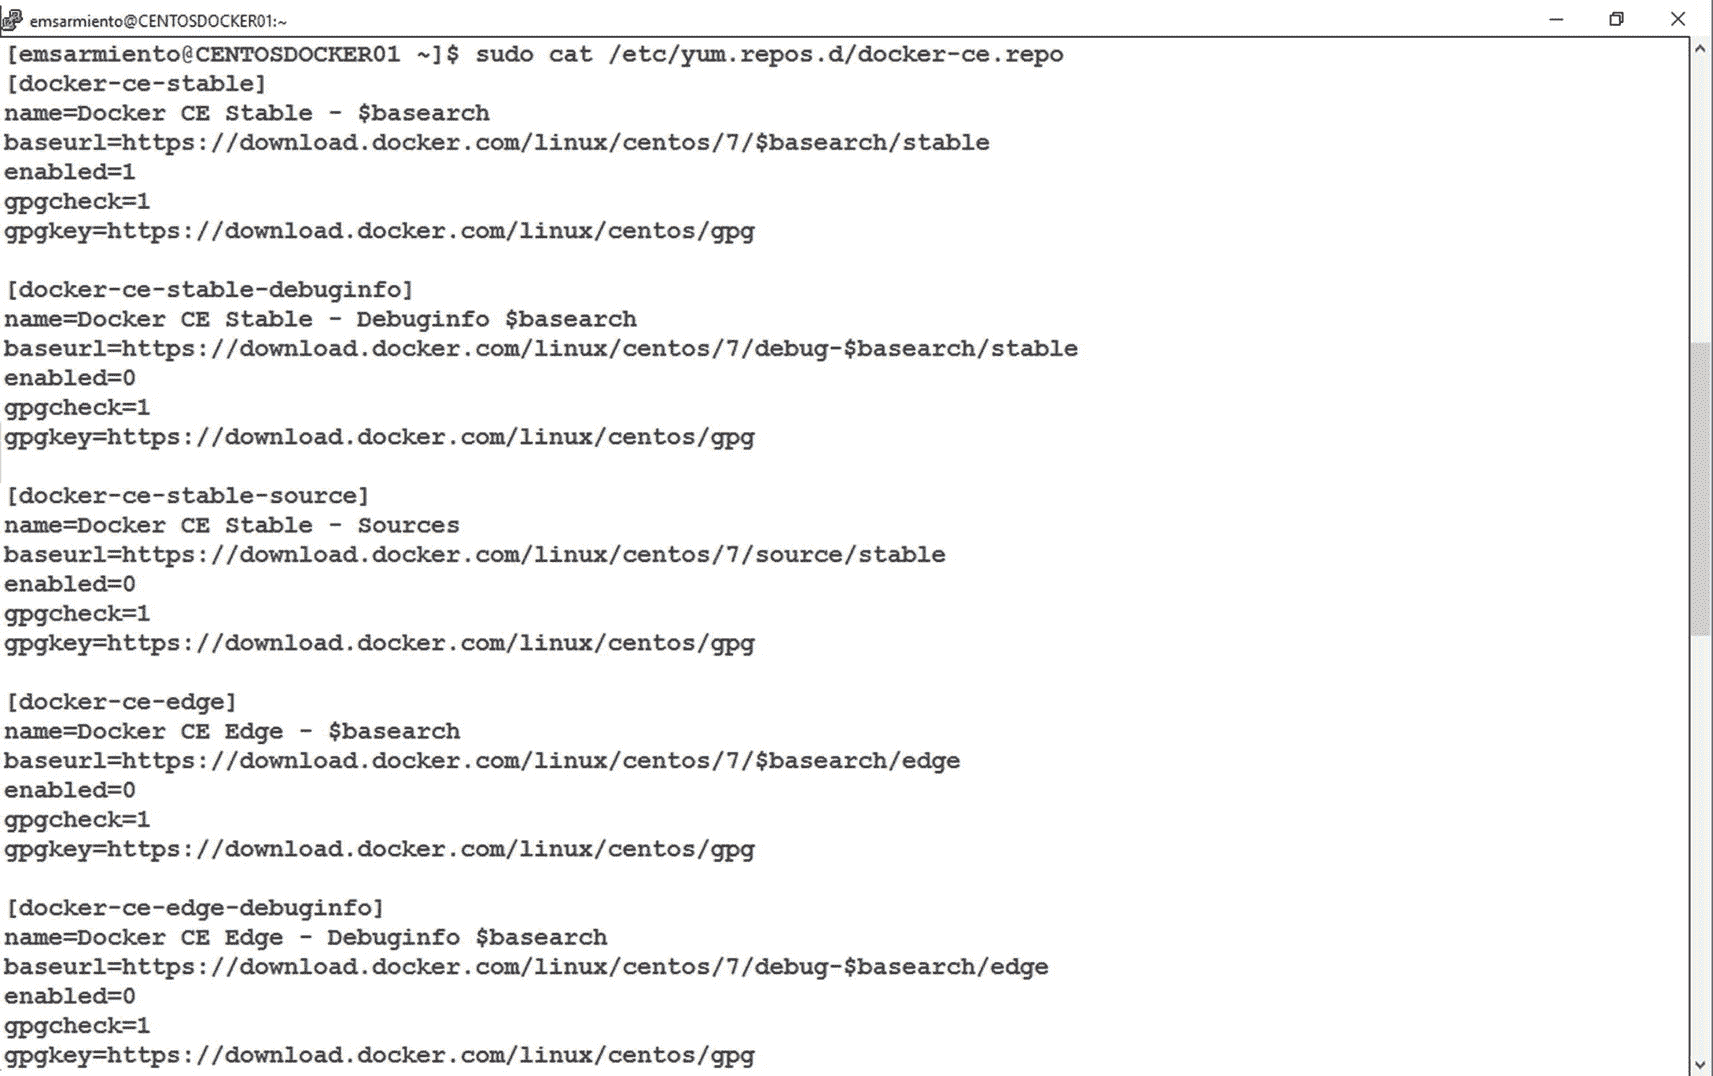 emsarmiento@CENTOSDOCKER01:~
[emsarmiento@CENTOSDOCKER01 ~]$ sudo cat /etc/yum.repos.d/docker-ce.repo
[docker-ce-stable]
name=Docker CE Stable - $basearch
baseurl=https://download.docker.com/linux/centos/7/$basearch/stable
enabled=1
gpgcheck=1
gpgkey=https://download.docker.com/linux/centos/gpg

[docker-ce-stable-debuginfo]
name=Docker CE Stable - Debuginfo $basearch
baseurl=https://download.docker.com/linux/centos/7/debug-$basearch/stable
enabled=0
gpgcheck=1
gpgkey=https://download.docker.com/linux/centos/gpg

[docker-ce-stable-source]
name=Docker CE Stable - Sources
baseurl=https://download.docker.com/linux/centos/7/source/stable
enabled=0
gpgcheck=1
gpgkey=https://download.docker.com/linux/centos/gpg

[docker-ce-edge]
name=Docker CE Edge - $basearch
baseurl=https://download.docker.com/linux/centos/7/$basearch/edge
enabled=0
gpgcheck=1
gpgkey=https://download.docker.com/linux/centos/gpg

[docker-ce-edge-debuginfo]
name=Docker CE Edge - Debuginfo $basearch
baseurl=https://download.docker.com/linux/centos/7/debug-$basearch/edge
enabled=0
gpgcheck=1
gpgkey=https://download.docker.com/linux/centos/gpg